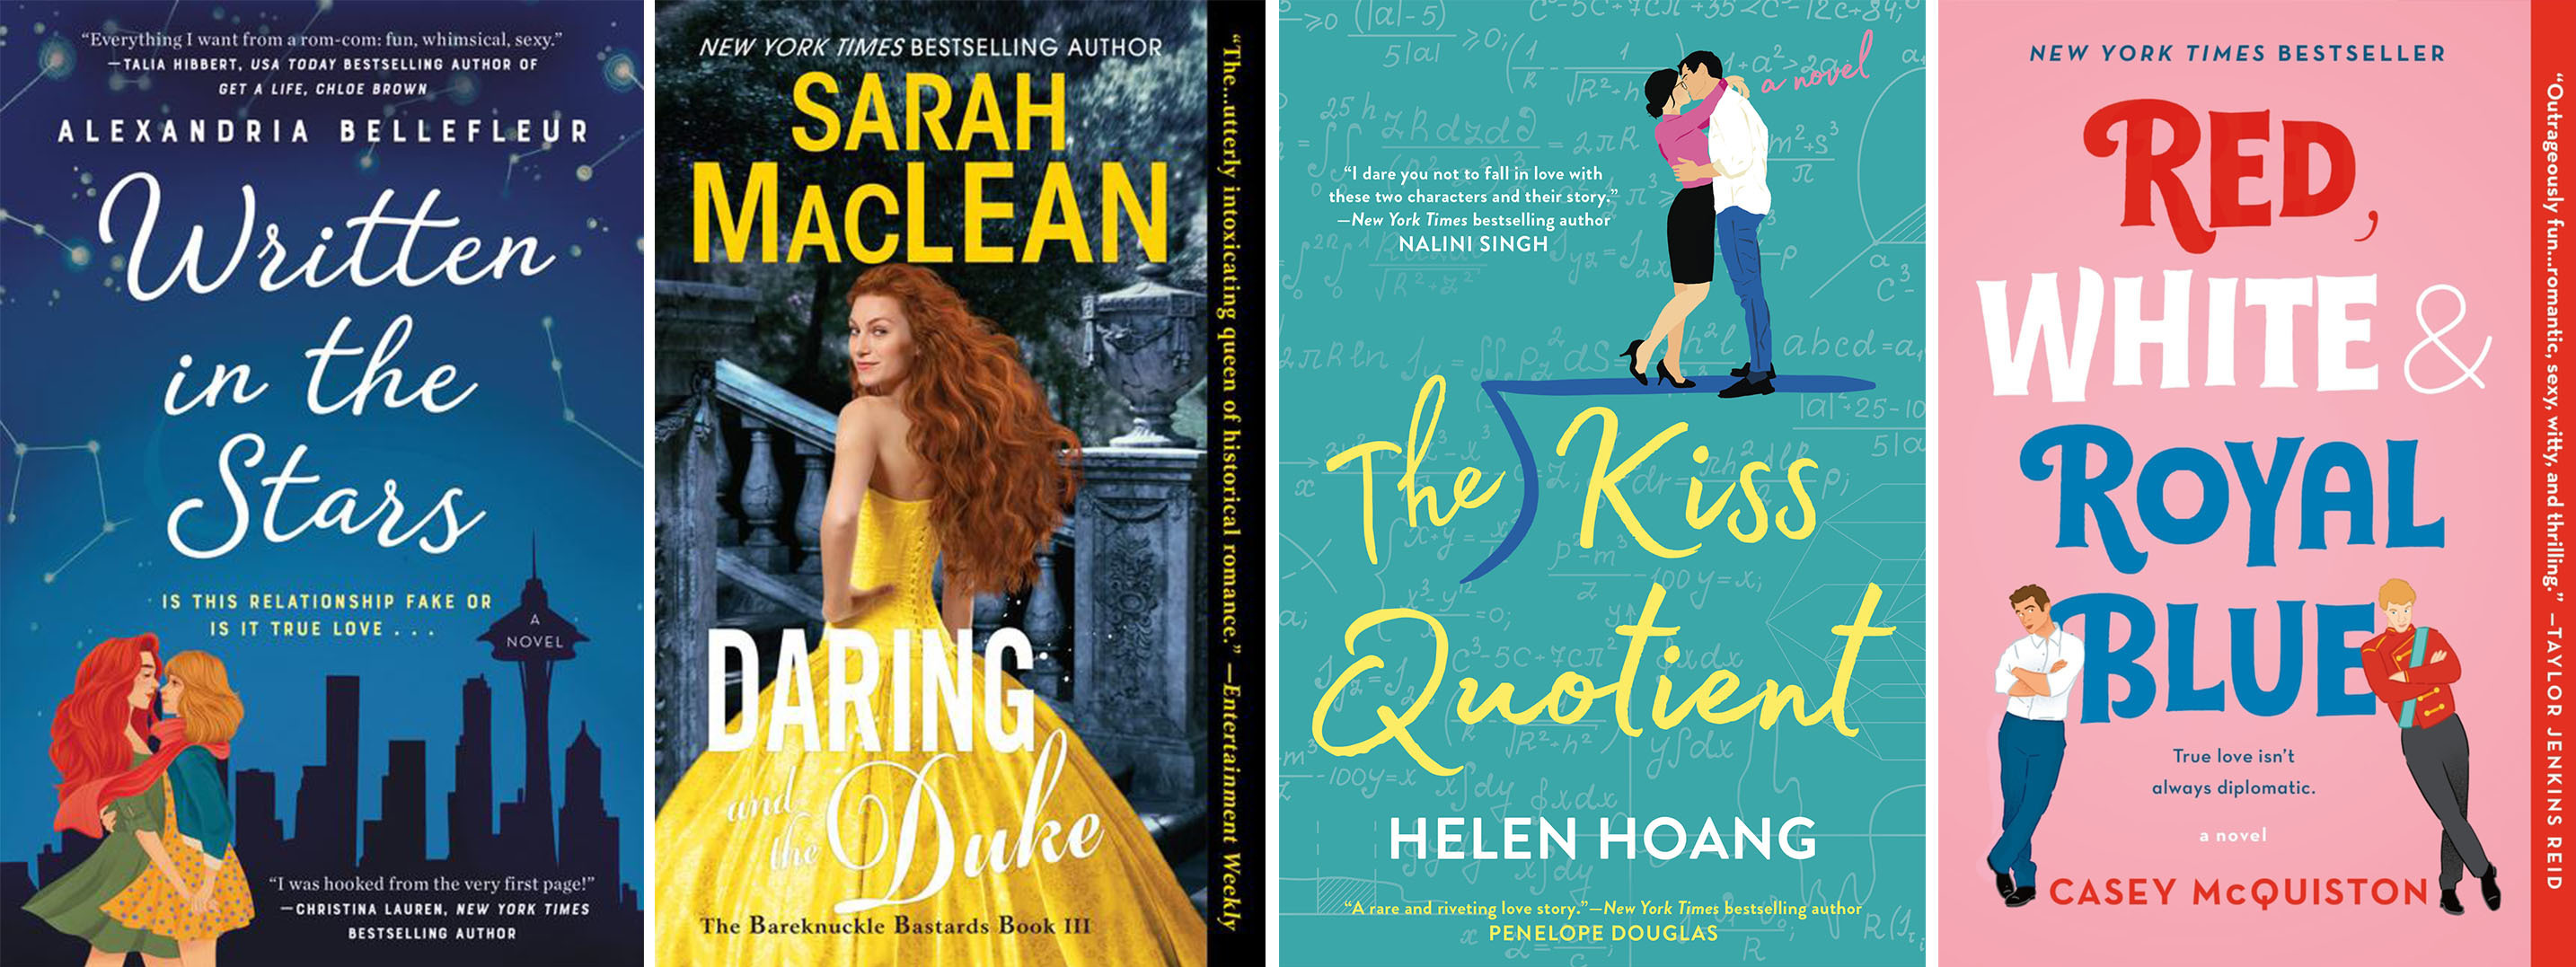 “Everything I want from a rom-com: fun, whimsical, sexy.”
—TALIA HIBBERT, USA TODAY BESTSELLING AUTHOR OF
GET A LIFE, CHLOE BROWN
ALEXANDRIA BELLEFLEUR
Written
in the
Stars
IS THIS RELATIONSHIP FAKE OR
IS IT TRUE LOVE . . .
A
NOVEL
“I was hooked from the very first page!”
—CHRISTINA LAUREN, NEW YORK TIMES
BESTSELLING AUTHOR
NEW YORK TIMES BESTSELLING AUTHOR
SARAH
MACLEAN
DARING
and
the
Duke
The Bareknuckle Bastards Book III
“The...utterly intoxicating queen of historical romance.” —Entertainment Weekly
a novel
“I dare you not to fall in love with
these two characters and their story.”
—New York Times bestselling author
NALINI SINGH
The Kiss
Quotient
HELEN HOANG
“A rare and riveting love story.”—New York Times bestselling author
PENELOPE DOUGLAS
NEW YORK TIMES BESTSELLER
RED,
WHITE &
ROYAL
BLUE
True love isn’t
always diplomatic.
a novel
CASEY McQUISTON
“Outrageously fun...romantic, sexy, witty, and thrilling.” —TAYLOR JENKINS REID